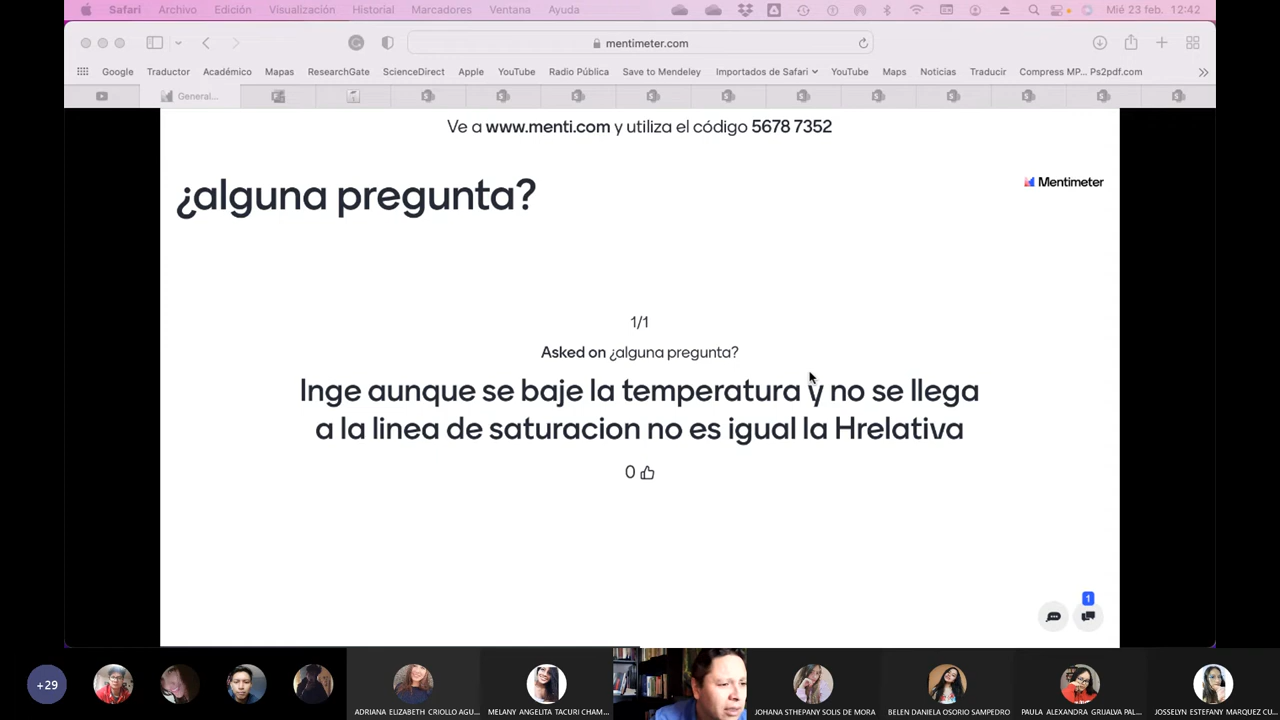 Safari Archivo Edición Visualización Historial Marcadores Ventana Ayuda Mié 23 feb. 12:42
mentimeter.com
Google Traductor Académico Mapas ResearchGate ScienceDirect Apple YouTube Radio Pública Save to Mendeley Importados de Safari YouTube Maps Noticias Traducir Compress MP... Ps2pdf.com
General...
Ve a www.menti.com y utiliza el código 5678 7352
¿alguna pregunta?
Mentimeter
1/1
Asked on ¿alguna pregunta?
Inge aunque se baje la temperatura y no se llega
a la linea de saturacion no es igual la Hrelativa
0
1
+29
ADRIANA ELIZABETH CRIOLLO AGU... MELANY ANGELITA TACURI CHAM... JOHANA STHEPANY SOLIS DE MORA BELEN DANIELA OSORIO SAMPEDRO PAULA ALEXANDRA GRIJALVA PAL... JOSSELYN ESTEFANY MARQUEZ CU...